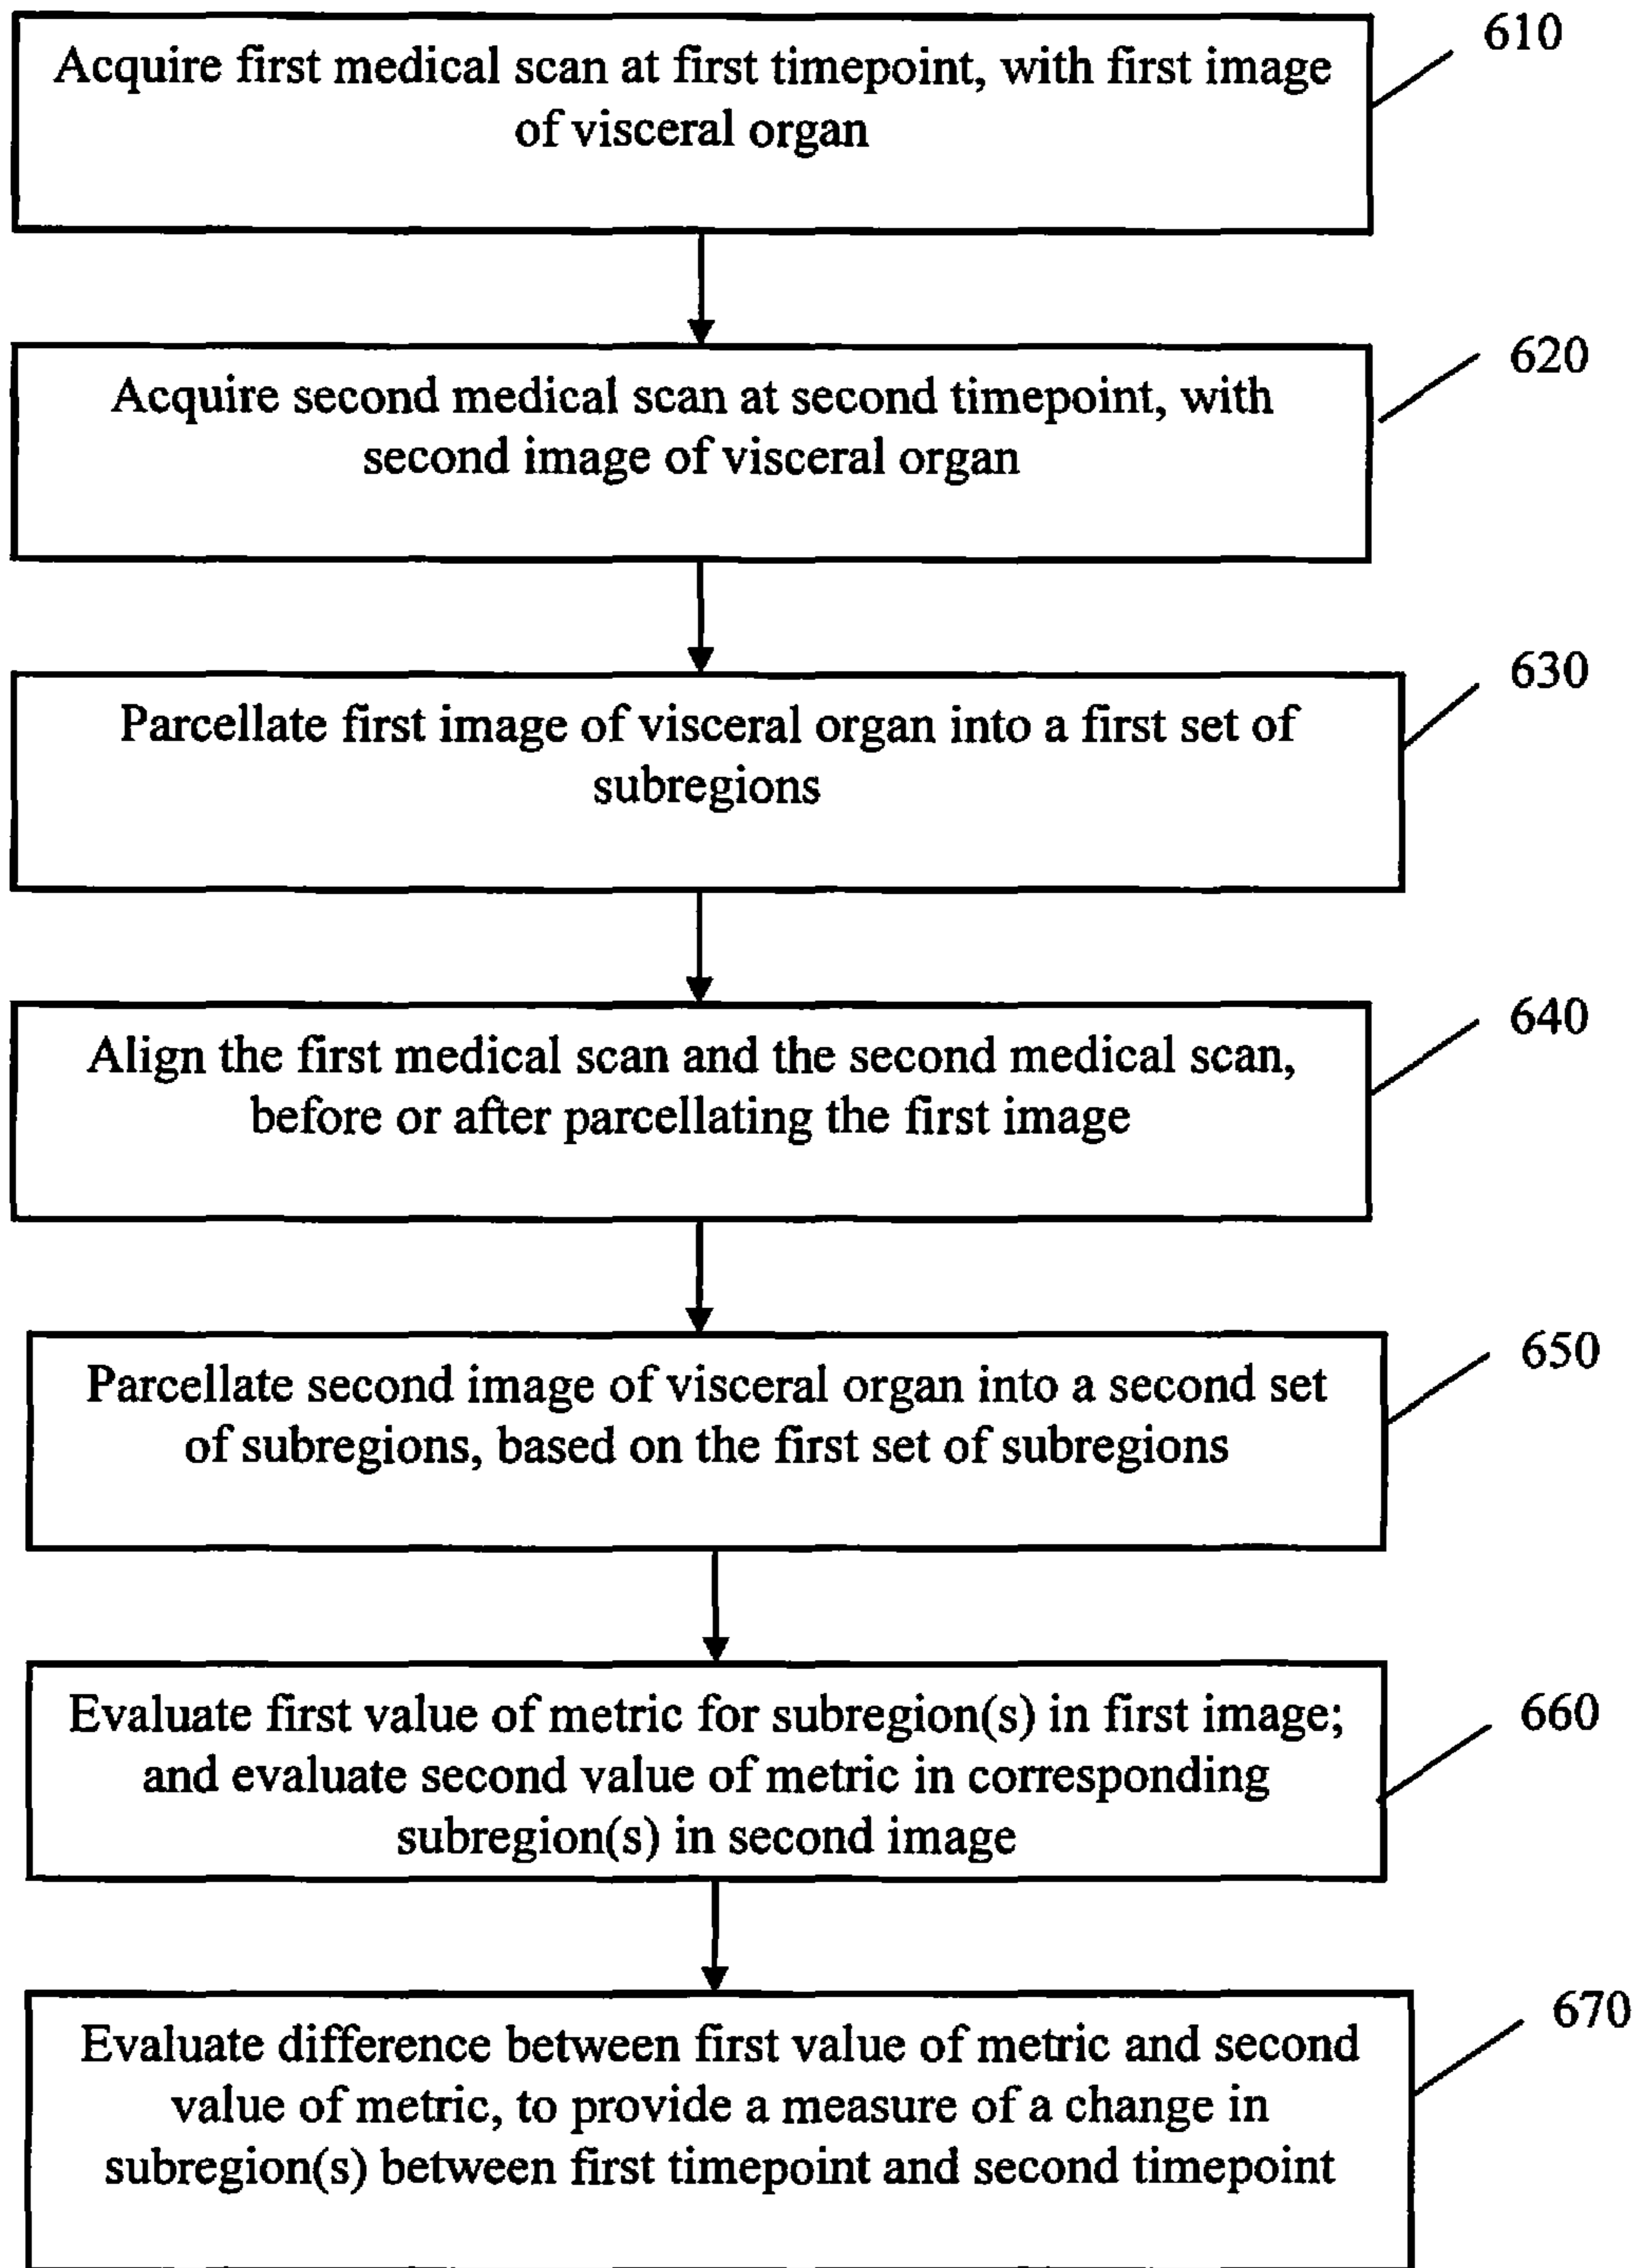 Acquire first medical scan at first timepoint, with first image
of visceral organ
610
Acquire second medical scan at second timepoint, with
second image of visceral organ
620
Parcellate first image of visceral organ into a first set of
subregions
630
Align the first medical scan and the second medical scan,
before or after parcellating the first image
640
Parcellate second image of visceral organ into a second set
of subregions, based on the first set of subregions
650
Evaluate first value of metric for subregion(s) in first image;
and evaluate second value of metric in corresponding
subregion(s) in second image
660
Evaluate difference between first value of metric and second
value of metric, to provide a measure of a change in
subregion(s) between first timepoint and second timepoint
670